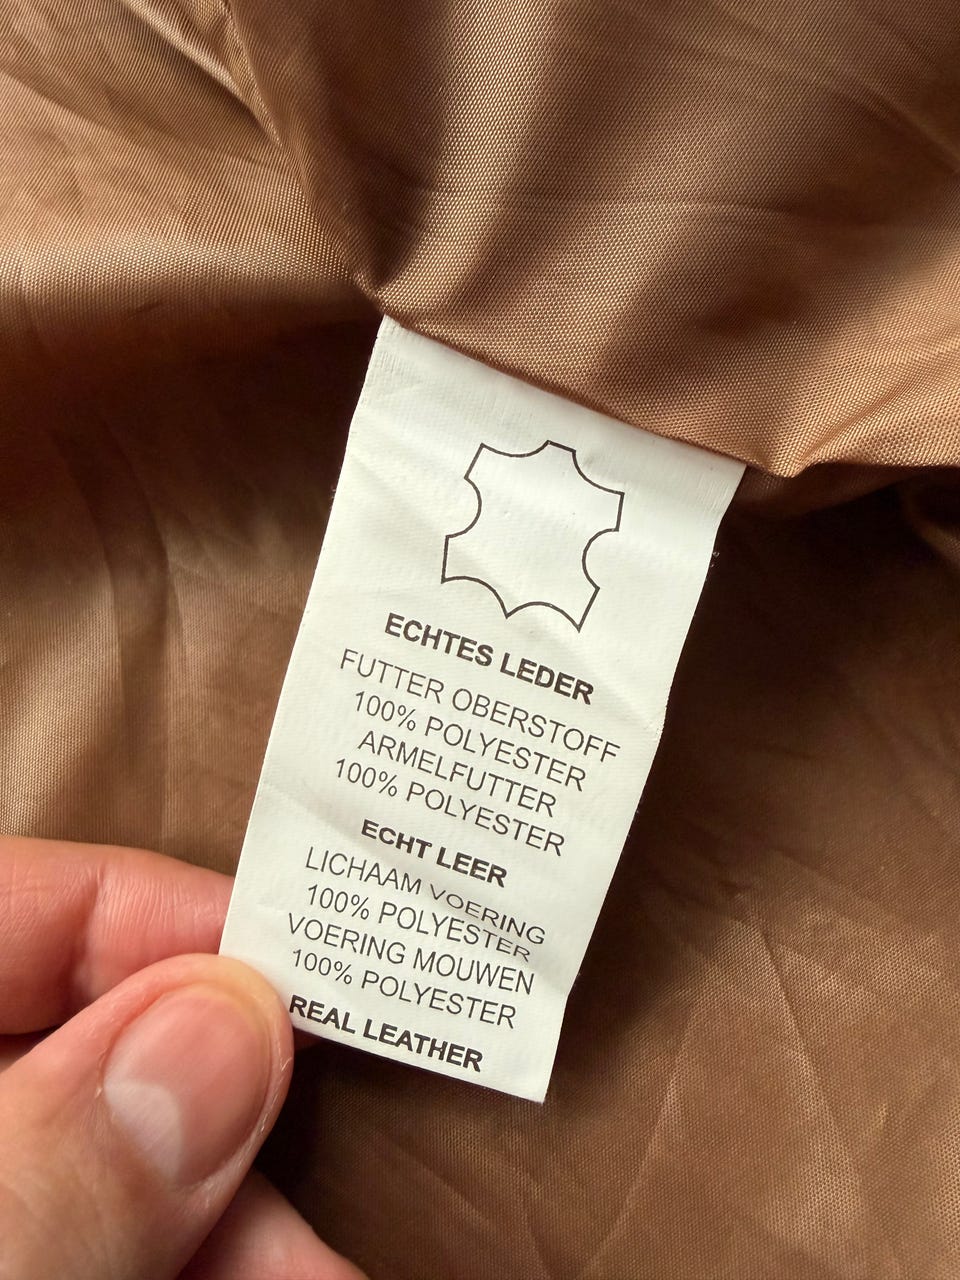 ECHTES LEDER
FUTTER OBERSTOFF
100% POLYESTER
ARMELFUTTER
100% POLYESTER
ECHT LEER
LICHAAM VOERING
100% POLYESTER
VOERING MOUWEN
100% POLYESTER
REAL LEATHER